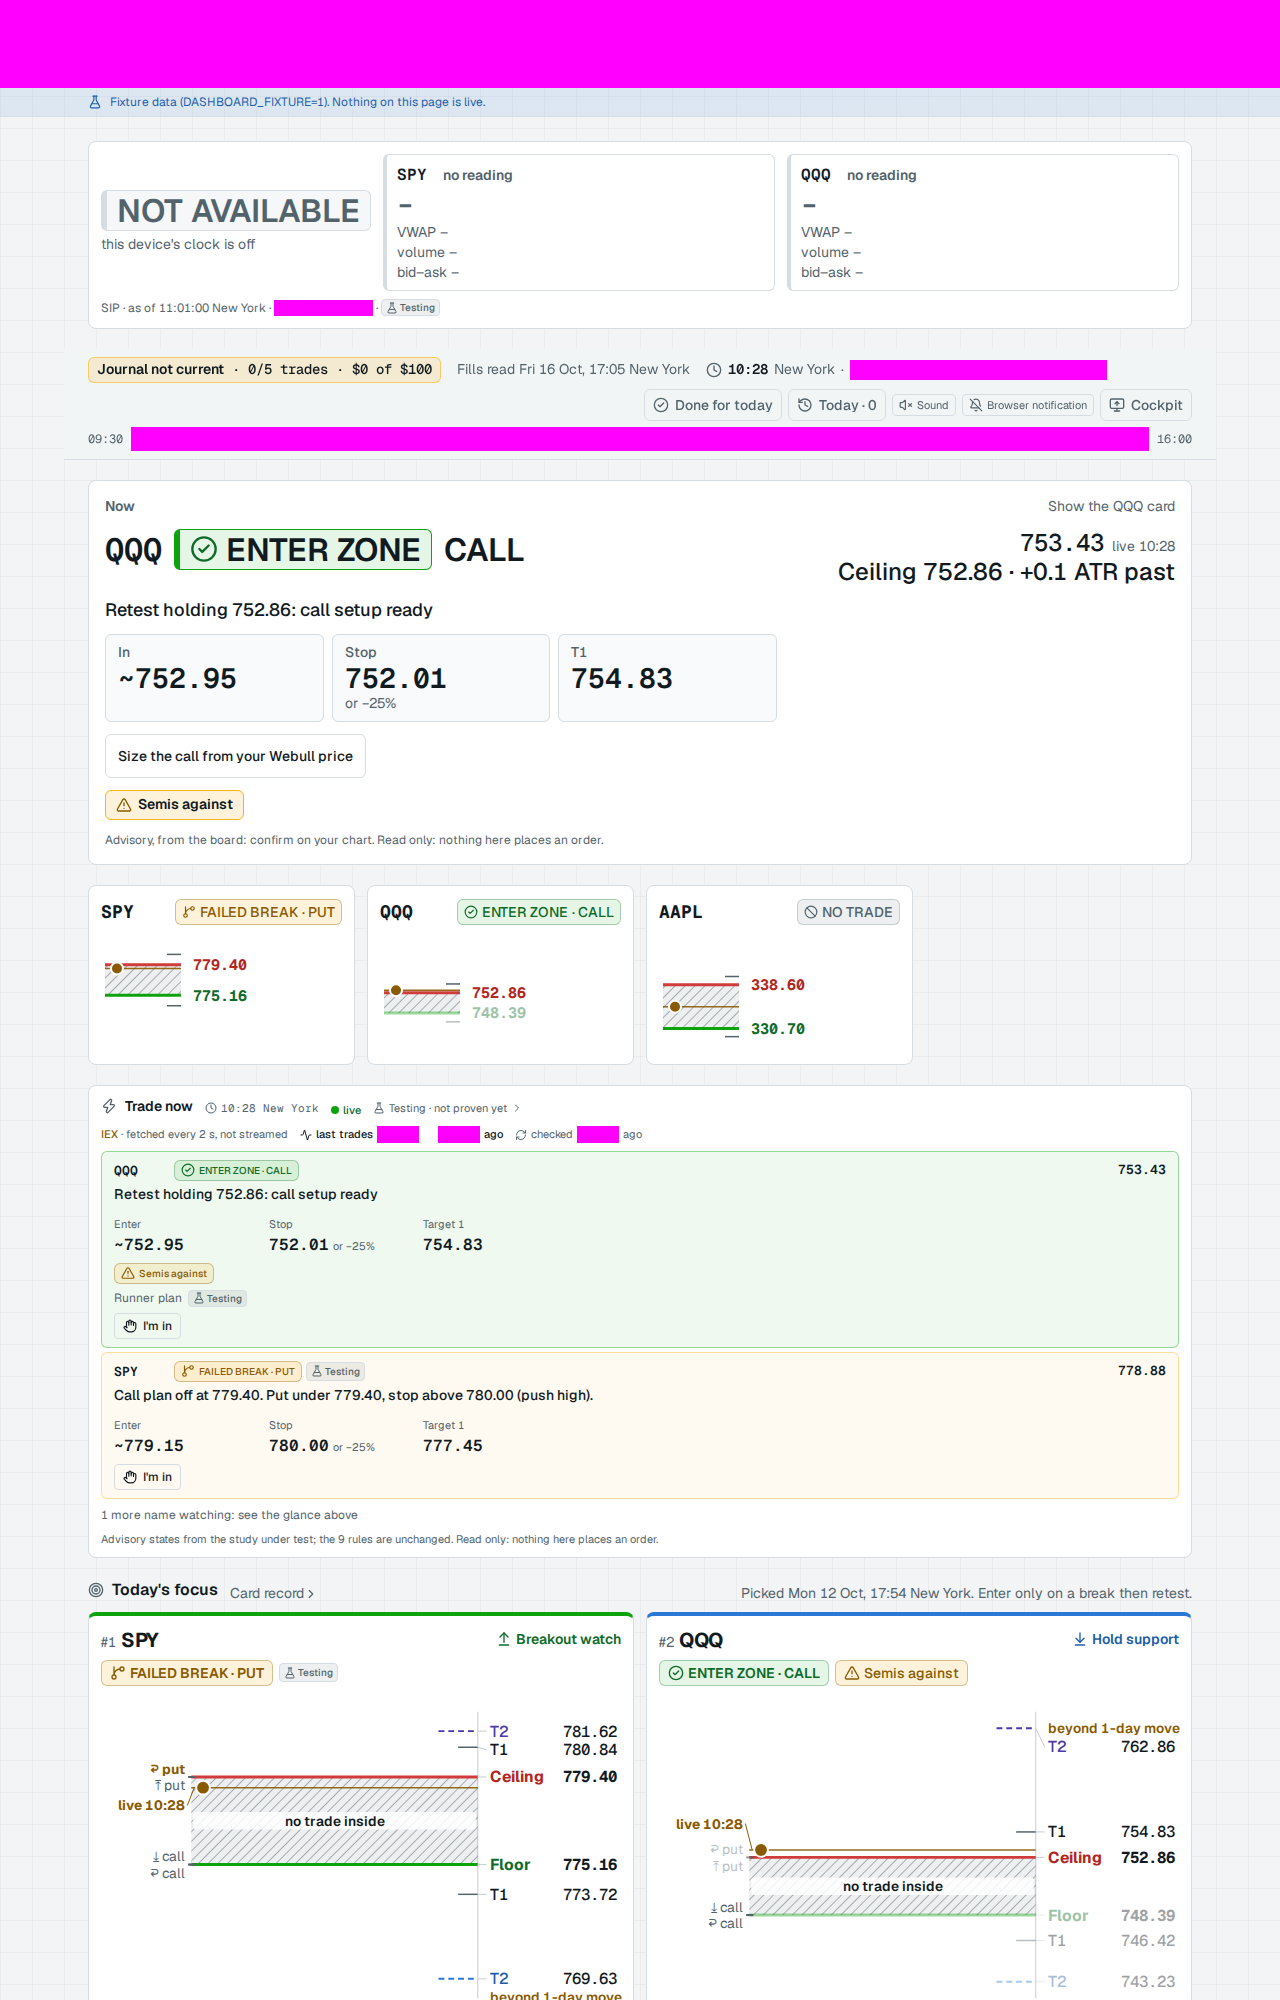 Fixture data (DASHBOARD_FIXTURE=1). Nothing on this page is live.
NOT AVAILABLE
this device's clock is off
SPY no reading
–
VWAP –
volume –
bid–ask –
QQQ no reading
–
VWAP –
volume –
bid–ask –
SIP · as of 11:01:00 New York ·
· Testing
Journal not current · 0/5 trades · $0 of $100
Fills read Fri 16 Oct, 17:05 New York
10:28 New York ·
Done for today
Today · 0
Sound
Browser notification
Cockpit
09:30
16:00
Now
Show the QQQ card
QQQ ENTER ZONE CALL
753.43 live 10:28
Ceiling 752.86 · +0.1 ATR past
Retest holding 752.86: call setup ready
In
~752.95
Stop
752.01
or −25%
T1
754.83
Size the call from your Webull price
Semis against
Advisory, from the board: confirm on your chart. Read only: nothing here places an order.
SPY FAILED BREAK · PUT
779.40
775.16
QQQ ENTER ZONE · CALL
752.86
748.39
AAPL NO TRADE
338.60
330.70
Trade now 10:28 New York live Testing · not proven yet
IEX · fetched every 2 s, not streamed last trades ago checked ago
QQQ ENTER ZONE · CALL 753.43
Retest holding 752.86: call setup ready
Enter Stop Target 1
~752.95 752.01 or −25% 754.83
Semis against
Runner plan Testing
I'm in
SPY FAILED BREAK · PUT Testing 778.88
Call plan off at 779.40. Put under 779.40, stop above 780.00 (push high).
Enter Stop Target 1
~779.15 780.00 or −25% 777.45
I'm in
1 more name watching: see the glance above
Advisory states from the study under test; the 9 rules are unchanged. Read only: nothing here places an order.
Today's focus Card record ›
Picked Mon 12 Oct, 17:54 New York. Enter only on a break then retest.
#1 SPY Breakout watch
FAILED BREAK · PUT Testing
T2 781.62
T1 780.84
put
Ceiling 779.40
put
live 10:28
no trade inside
call
Floor 775.16
call
T1 773.72
T2 769.63
beyond 1-day move
#2 QQQ Hold support
ENTER ZONE · CALL Semis against
beyond 1-day move
T2 762.86
live 10:28
T1 754.83
put
Ceiling 752.86
put
no trade inside
call
Floor 748.39
call
T1 746.42
T2 743.23